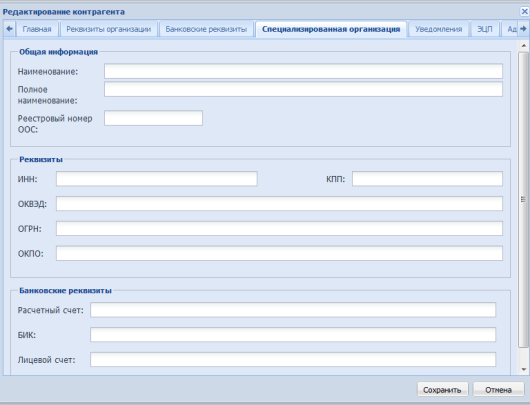 Редактирование контрагента
Главная Реквизиты организации Банковские реквизиты Специализированная организация Уведомления ЭЦП Ад
Общая информация
Наименование:
Полное
наименование:
Реестровый номер
ООС:
Реквизиты
ИНН: КПП:
ОКВЭД:
ОГРН:
ОКПО:
Банковские реквизиты
Расчетный счет:
БИК:
Лицевой счет:
Сохранить Отмена